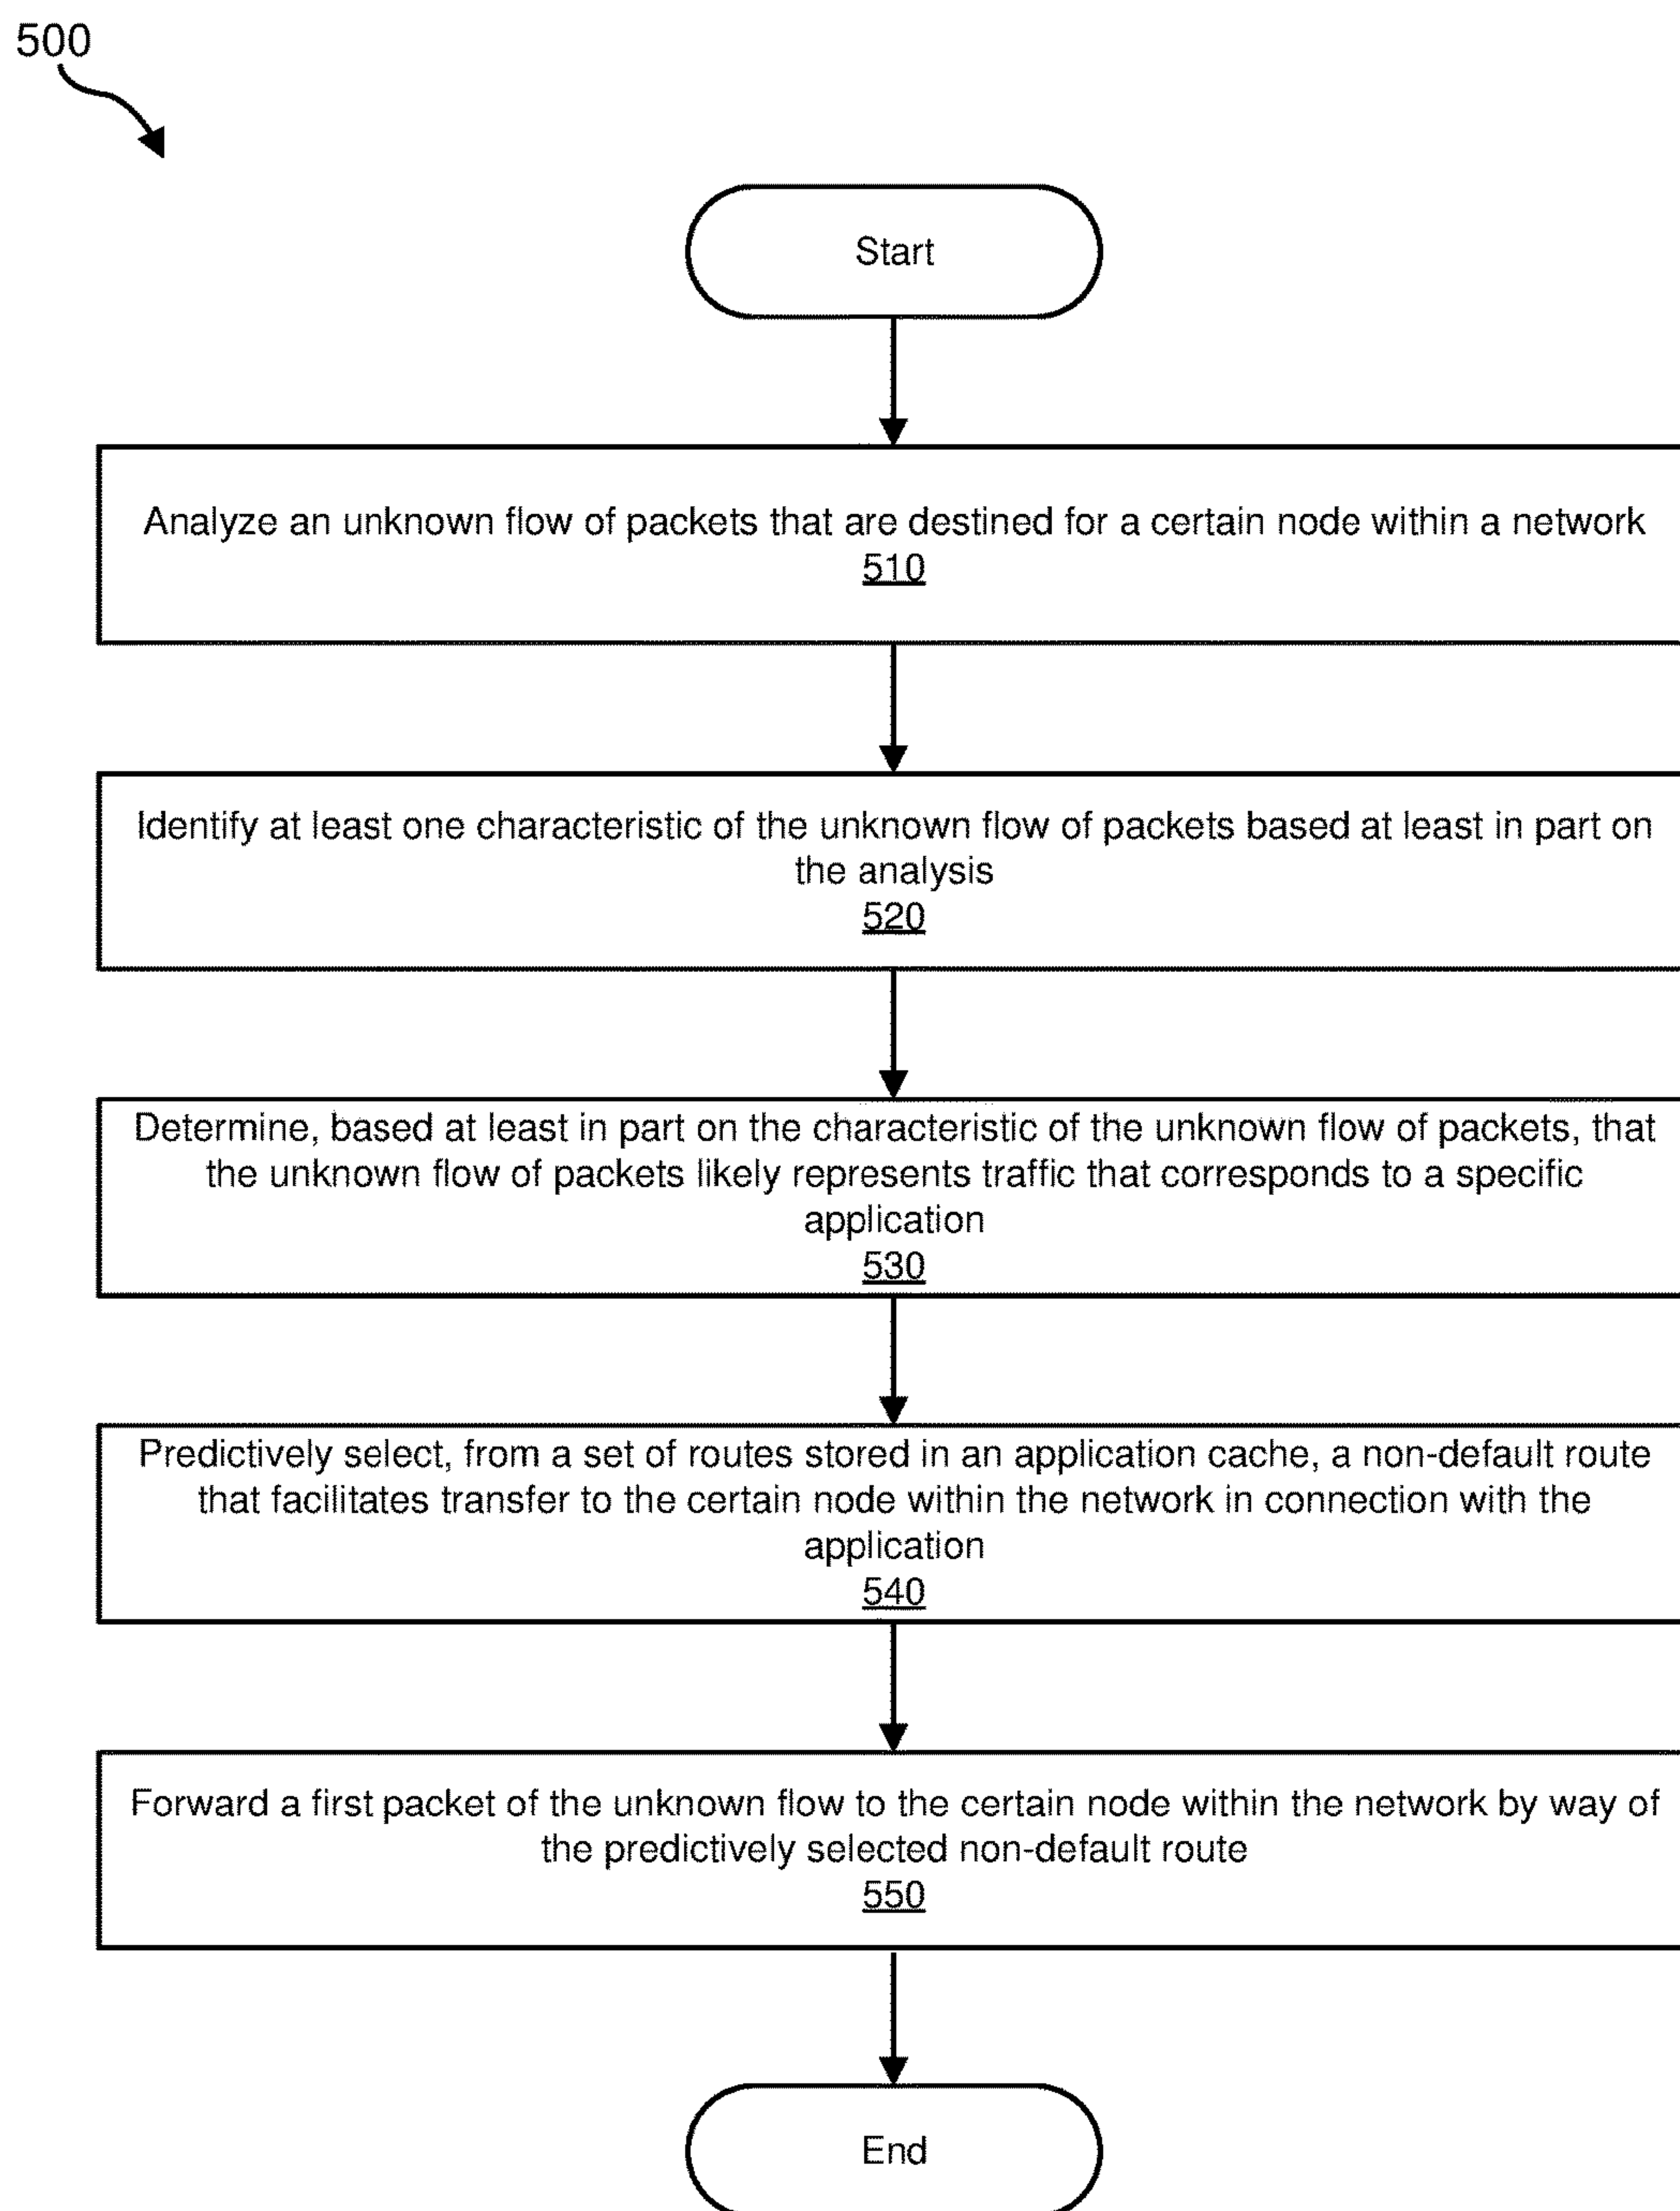 500
Start
Analyze an unknown flow of packets that are destined for a certain node within a network
510
Identify at least one characteristic of the unknown flow of packets based at least in part on
the analysis
520
Determine, based at least in part on the characteristic of the unknown flow of packets, that
the unknown flow of packets likely represents traffic that corresponds to a specific
application
530
Predictively select, from a set of routes stored in an application cache, a non-default route
that facilitates transfer to the certain node within the network in connection with the
application
540
Forward a first packet of the unknown flow to the certain node within the network by way of
the predictively selected non-default route
550
End